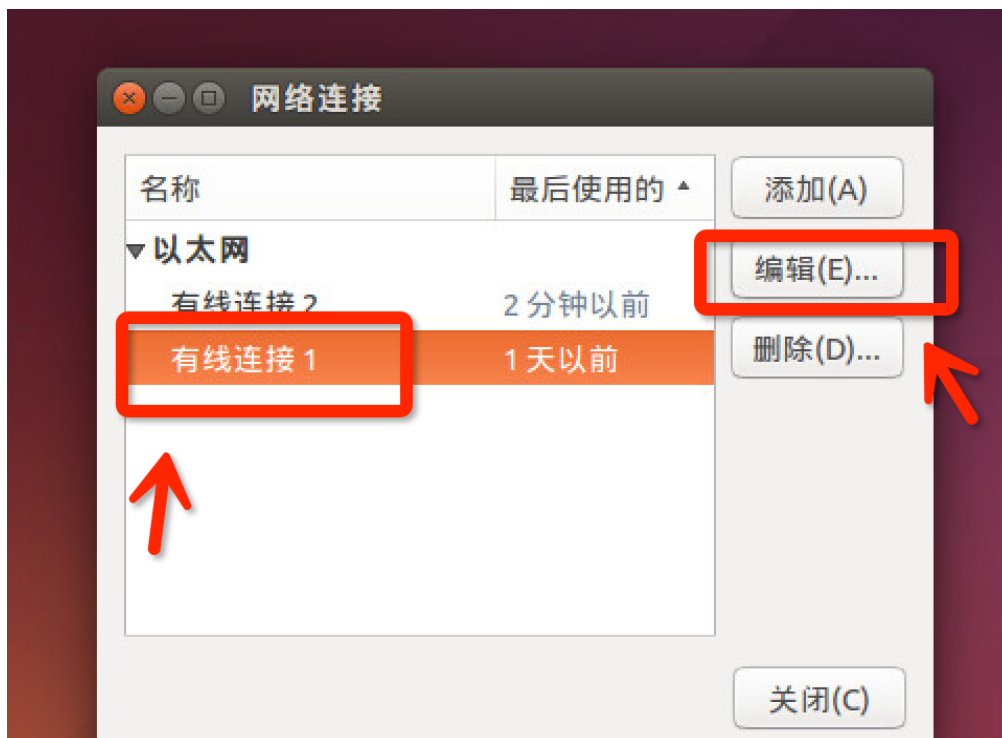 网络连接
名称 最后使用的
添加(A)
以太网
编辑(E)...
有线连接 2 2 分钟以前
有线连接 1 1 天以前
删除(D)...
关闭(C)